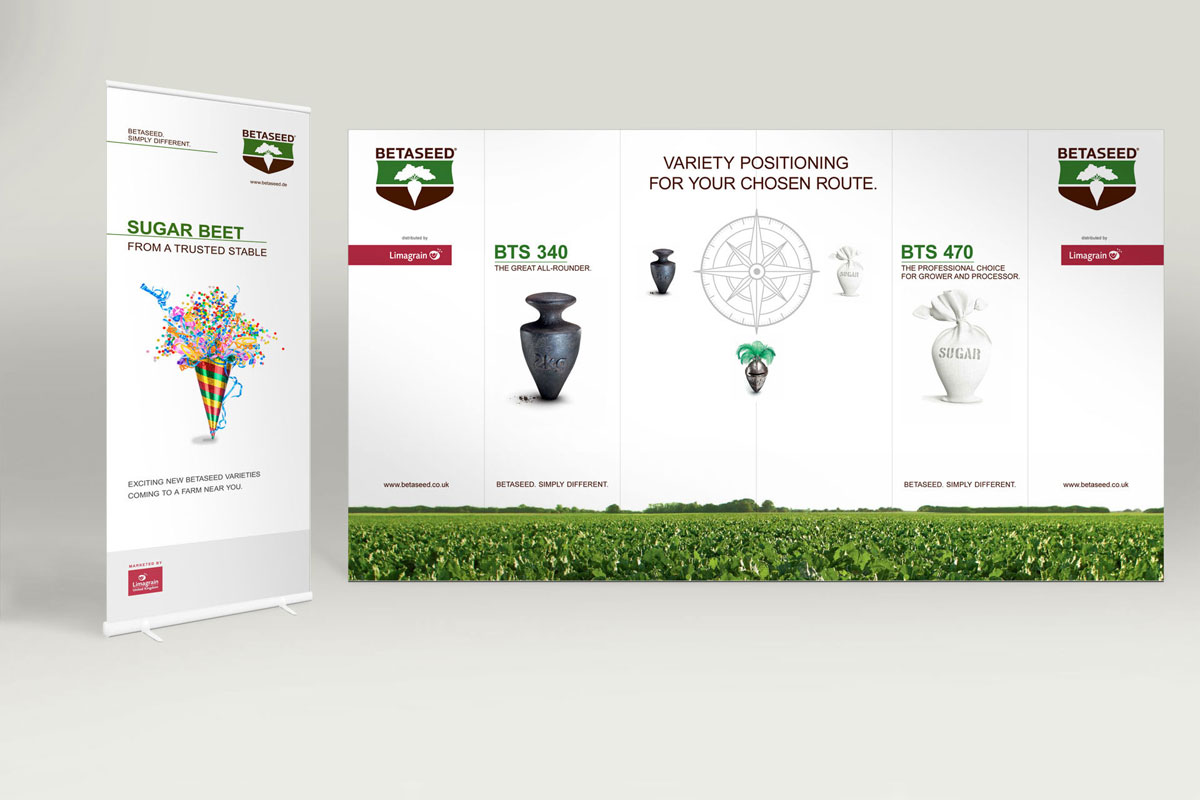 BETASEED.
SIMPLY DIFFERENT.
BETASEED®
www.betaseed.de
SUGAR BEET
FROM A TRUSTED STABLE
EXCITING NEW BETASEED VARIETIES
COMING TO A FARM NEAR YOU.
MARKETED BY
Limagrain
United Kingdom
BETASEED®
distributed by
Limagrain
www.betaseed.co.uk
BTS 340
THE GREAT ALL-ROUNDER.
2KG
BETASEED. SIMPLY DIFFERENT.
VARIETY POSITIONING
FOR YOUR CHOSEN ROUTE.
SUGAR
BTS 470
THE PROFESSIONAL CHOICE
FOR GROWER AND PROCESSOR.
SUGAR
BETASEED. SIMPLY DIFFERENT.
BETASEED®
distributed by
Limagrain
www.betaseed.co.uk